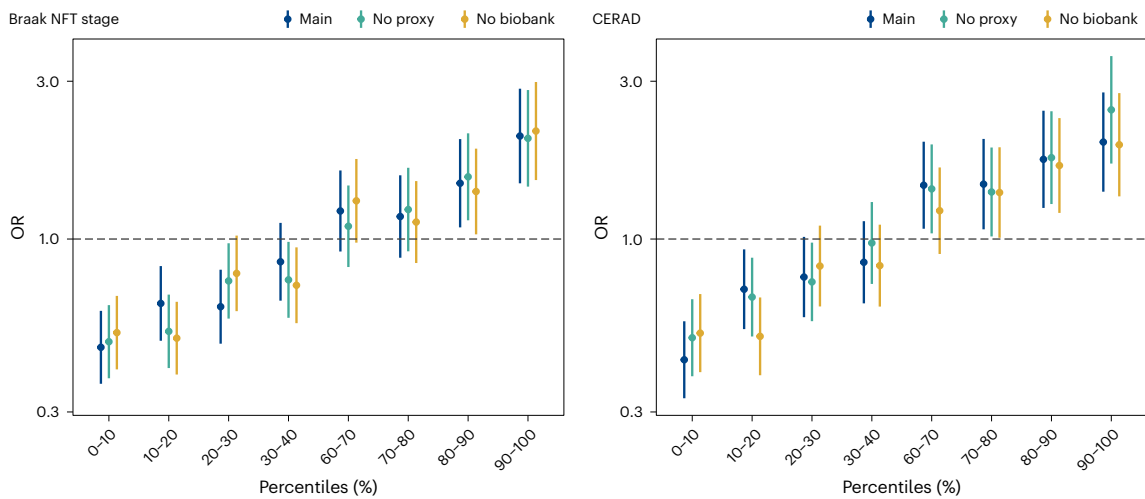 Braak NFT stage
Main
No proxy
No biobank
3.0
1.0
0.3
OR
0–10
10–20
20–30
30–40
60–70
70–80
80–90
90–100
Percentiles (%)
CERAD
Main
No proxy
No biobank
3.0
1.0
0.3
OR
0–10
10–20
20–30
30–40
60–70
70–80
80–90
90–100
Percentiles (%)